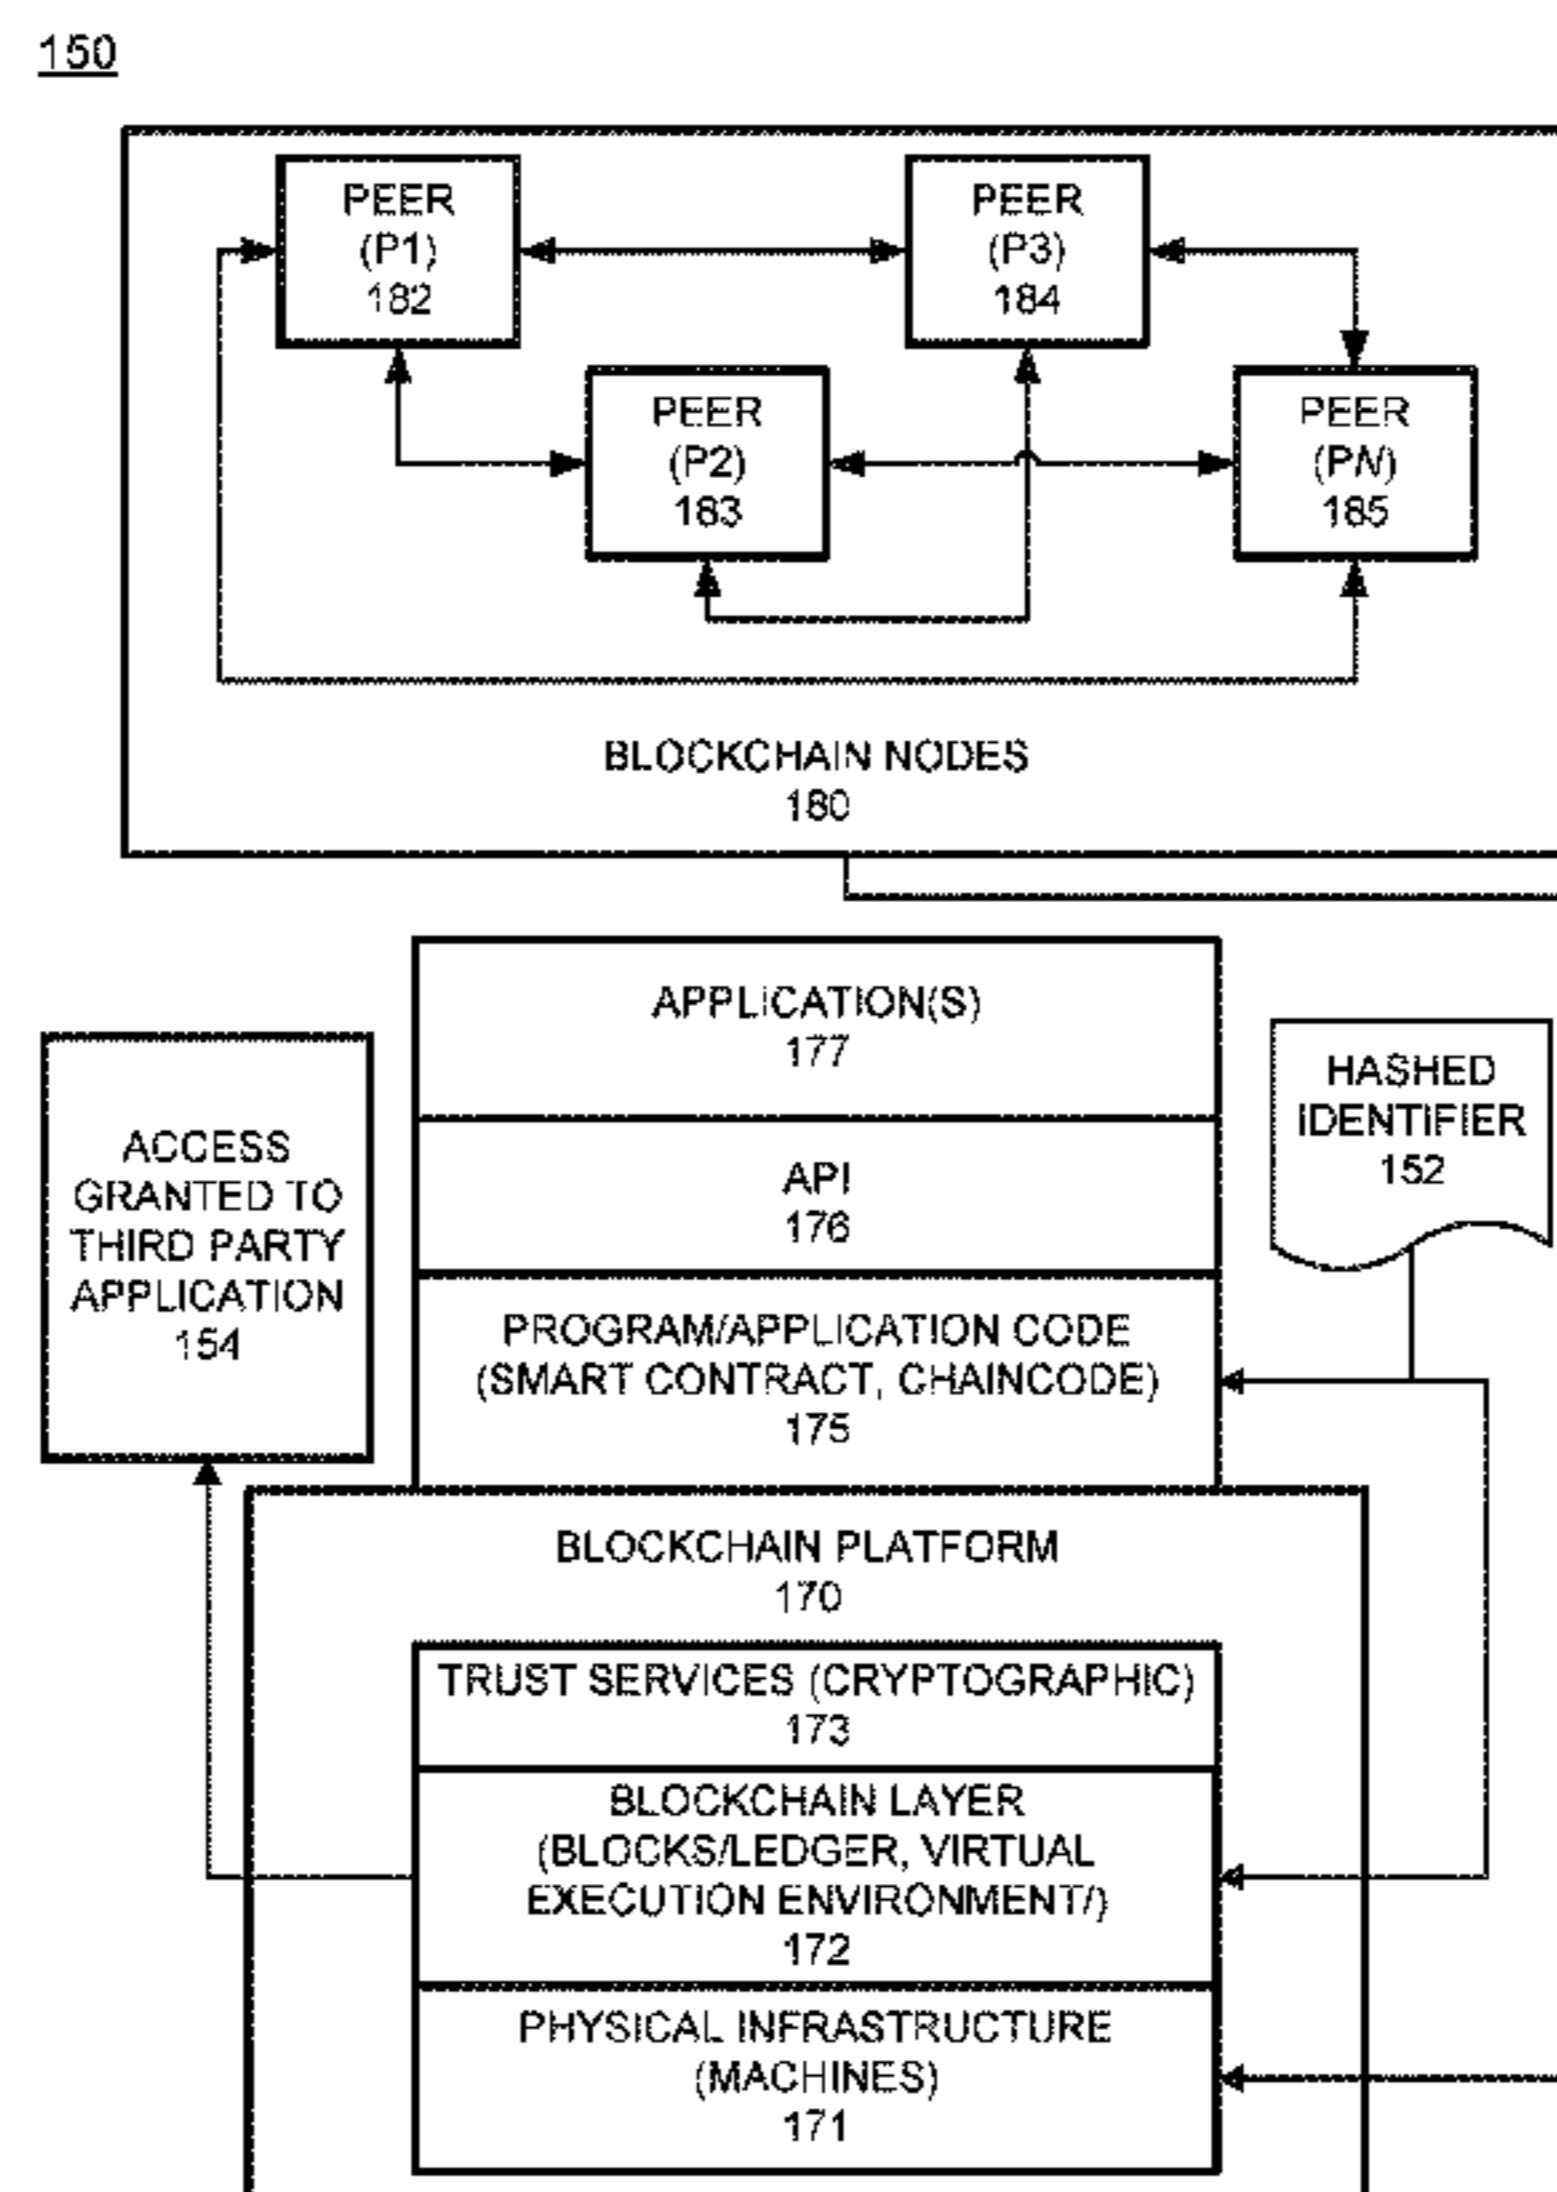 150
PEER
(P1)
182
PEER
(P3)
184
PEER
(P2)
183
PEER
(PN)
185
BLOCKCHAIN NODES
180
APPLICATION(S)
177
API
176
PROGRAM/APPLICATION CODE
(SMART CONTRACT, CHAINCODE)
175
ACCESS
GRANTED TO
THIRD PARTY
APPLICATION
154
HASHED
IDENTIFIER
152
BLOCKCHAIN PLATFORM
170
TRUST SERVICES (CRYPTOGRAPHIC)
173
BLOCKCHAIN LAYER
(BLOCKS/LEDGER, VIRTUAL
EXECUTION ENVIRONMENT/)
172
PHYSICAL INFRASTRUCTURE
(MACHINES)
171